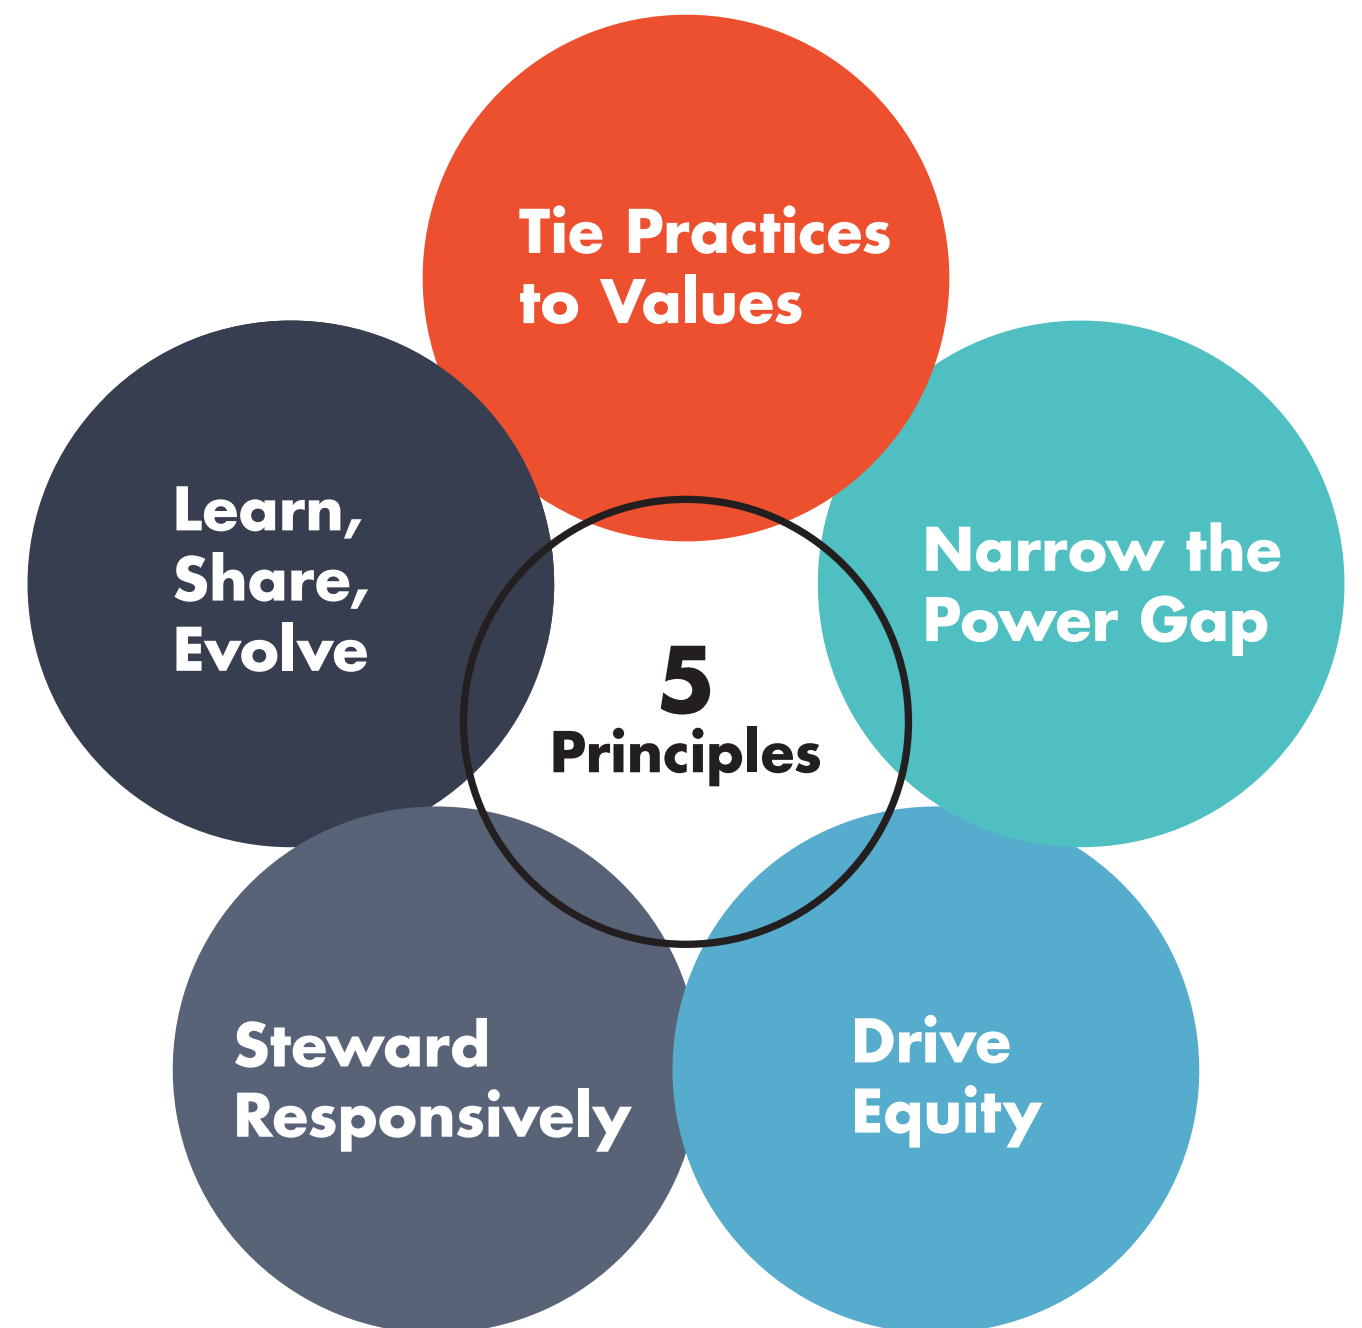 Tie Practices
to Values
Narrow the
Power Gap
Drive
Equity
Steward
Responsively
Learn,
Share,
Evolve
5
Principles